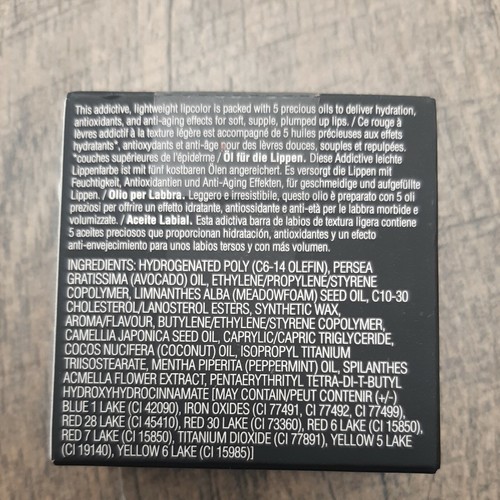 This addictive, lightweight lipcolor is packed with 5 precious oils to deliver hydration,
antioxidants, and anti-aging effects for soft, supple, plumped up lips. / Ce rouge à
lèvres addictif à la texture légère est accompagné de 5 huiles précieuses aux effets
hydratants*, antioxydants et anti-âge pour des lèvres douces, souples et repulpées.
*couches supérieures de l'épiderme / Öl für die Lippen. Diese Addictive leichte
Lippenfarbe ist mit fünf kostbaren Ölen angereichert. Es versorgt die Lippen mit
Feuchtigkeit, Antioxidantien und Anti-Aging Effekten, für geschmeidige und aufgefüllte
Lippen. / Olio per Labbra. Leggero e irresistibile, questo olio è preparato con 5 oli
preziosi per offrire un effetto idratante, antiossidante e anti-età per le labbra morbide e
volumizzate. / Aceite Labial. Esta adictiva barra de labios de textura ligera contiene
5 aceites preciosos que proporcionan hidratación, antioxidantes y un efecto
anti-envejecimiento para unos labios tersos y con más volumen.
INGREDIENTS: HYDROGENATED POLY (C6-14 OLEFIN), PERSEA
GRATISSIMA (AVOCADO) OIL, ETHYLENE/PROPYLENE/STYRENE
COPOLYMER, LIMNANTHES ALBA (MEADOWFOAM) SEED OIL, C10-30
CHOLESTEROL/LANOSTEROL ESTERS, SYNTHETIC WAX,
AROMA/FLAVOUR, BUTYLENE/ETHYLENE/STYRENE COPOLYMER,
CAMELLIA JAPONICA SEED OIL, CAPRYLIC/CAPRIC TRIGLYCERIDE,
COCOS NUCIFERA (COCONUT) OIL, ISOPROPYL TITANIUM
TRIISOSTEARATE, MENTHA PIPERITA (PEPPERMINT) OIL, SPILANTHES
ACMELLA FLOWER EXTRACT, PENTAERYTHRITYL TETRA-DI-T-BUTYL
HYDROXYHYDROCINNAMATE [MAY CONTAIN/PEUT CONTENIR (+/-)
BLUE 1 LAKE (CI 42090), IRON OXIDES (CI 77491, CI 77492, CI 77499),
RED 28 LAKE (CI 45410), RED 30 LAKE (CI 73360), RED 6 LAKE (CI 15850),
RED 7 LAKE (CI 15850), TITANIUM DIOXIDE (CI 77891), YELLOW 5 LAKE
(CI 19140), YELLOW 6 LAKE (CI 15985)]